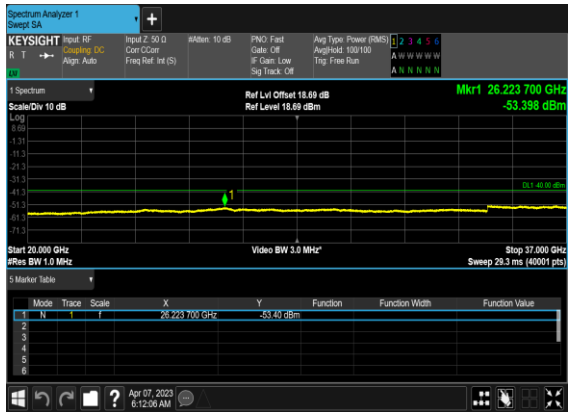 Spectrum Analyzer 1
Swept SA
+
KEYSIGHT Input: RF Input Z: 50 Ω #Atten: 10 dB PNO: Fast Avg Type: Power (RMS) 1 2 3 4 5 6
R T Coupling: DC Corr CCorr Gate: Off Avg|Hold: 100/100 A W W W W W
Align: Auto Freq Ref: Int (S) IF Gain: Low Trig: Free Run
LXI Sig Track: Off A N N N N N
1 Spectrum Ref Lvl Offset 18.69 dB Mkr1 26.223 700 GHz
Scale/Div 10 dB Ref Level 18.69 dBm -53.398 dBm
Log
8.69
-1.31
-11.3
-21.3
-31.3
DL1 -40.00 dBm
-41.3
1
-51.3
-61.3
-71.3
Start 20.000 GHz Video BW 3.0 MHz* Stop 37.000 GHz
#Res BW 1.0 MHz Sweep 29.3 ms (40001 pts)
5 Marker Table
Mode Trace Scale X Y Function Function Width Function Value
1 N 1 f 26.223 700 GHz -53.40 dBm
2
3
4
5
6
? Apr 07, 2023
6:12:06 AM